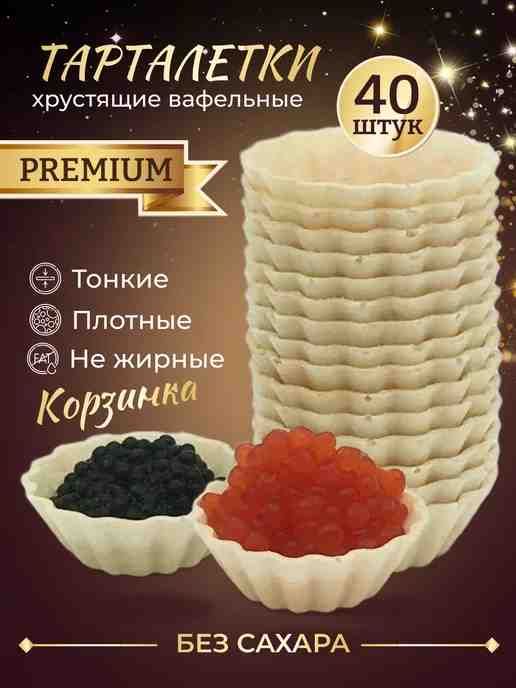 ТАРТАЛЕТКИ
хрустящие вафельные
40
штук
PREMIUM
Тонкие
Плотные
FAT
Не жирные
Корзинка
БЕЗ САХАРА